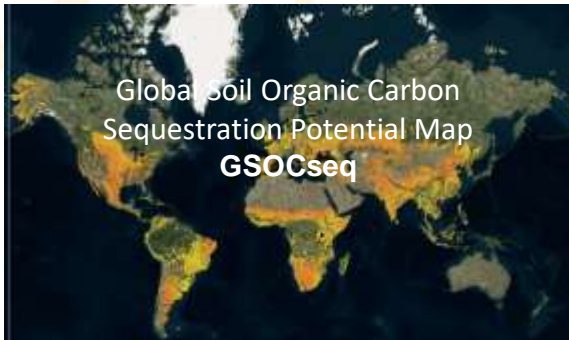 Global Soil Organic Carbon
Sequestration Potential Map
GSOCseq